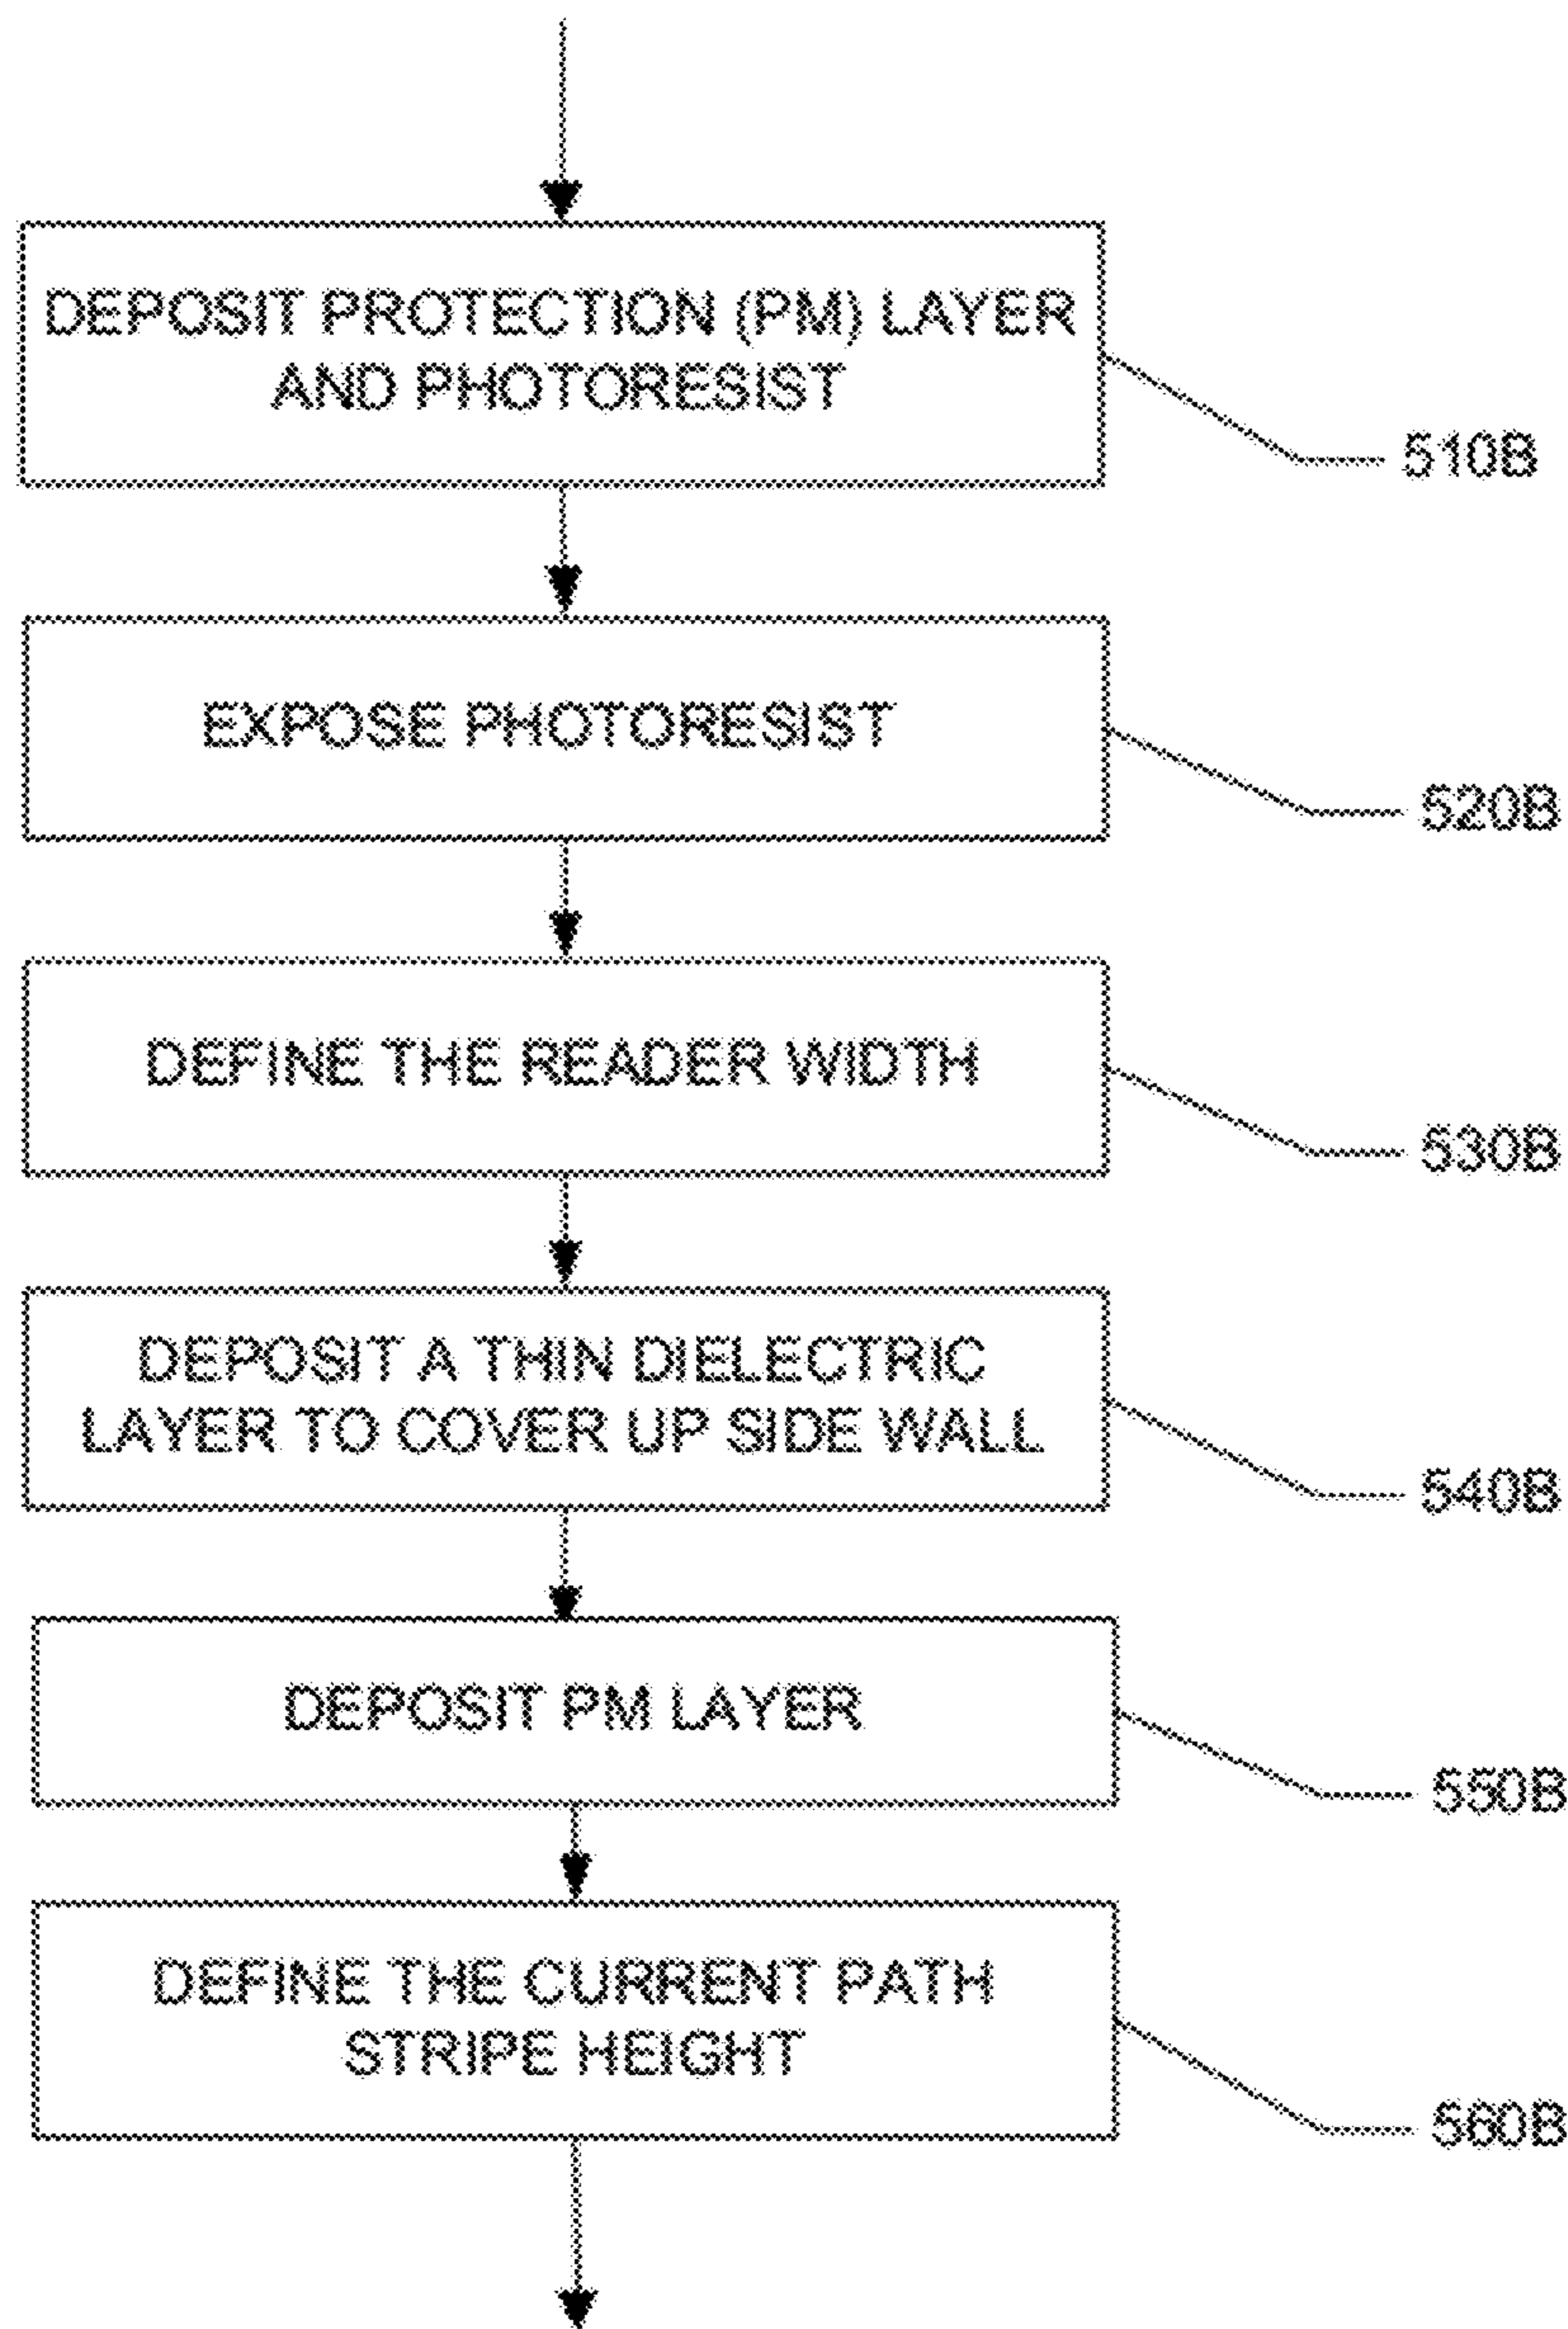 DEPOSIT PROTECTION (PM) LAYER
AND PHOTORESIST
510B
EXPOSE PHOTORESIST
520B
DEFINE THE READER WIDTH
530B
DEPOSIT A THIN DIELECTRIC
LAYER TO COVER UP SIDE WALL
540B
DEPOSIT PM LAYER
550B
DEFINE THE CURRENT PATH
STRIPE HEIGHT
560B